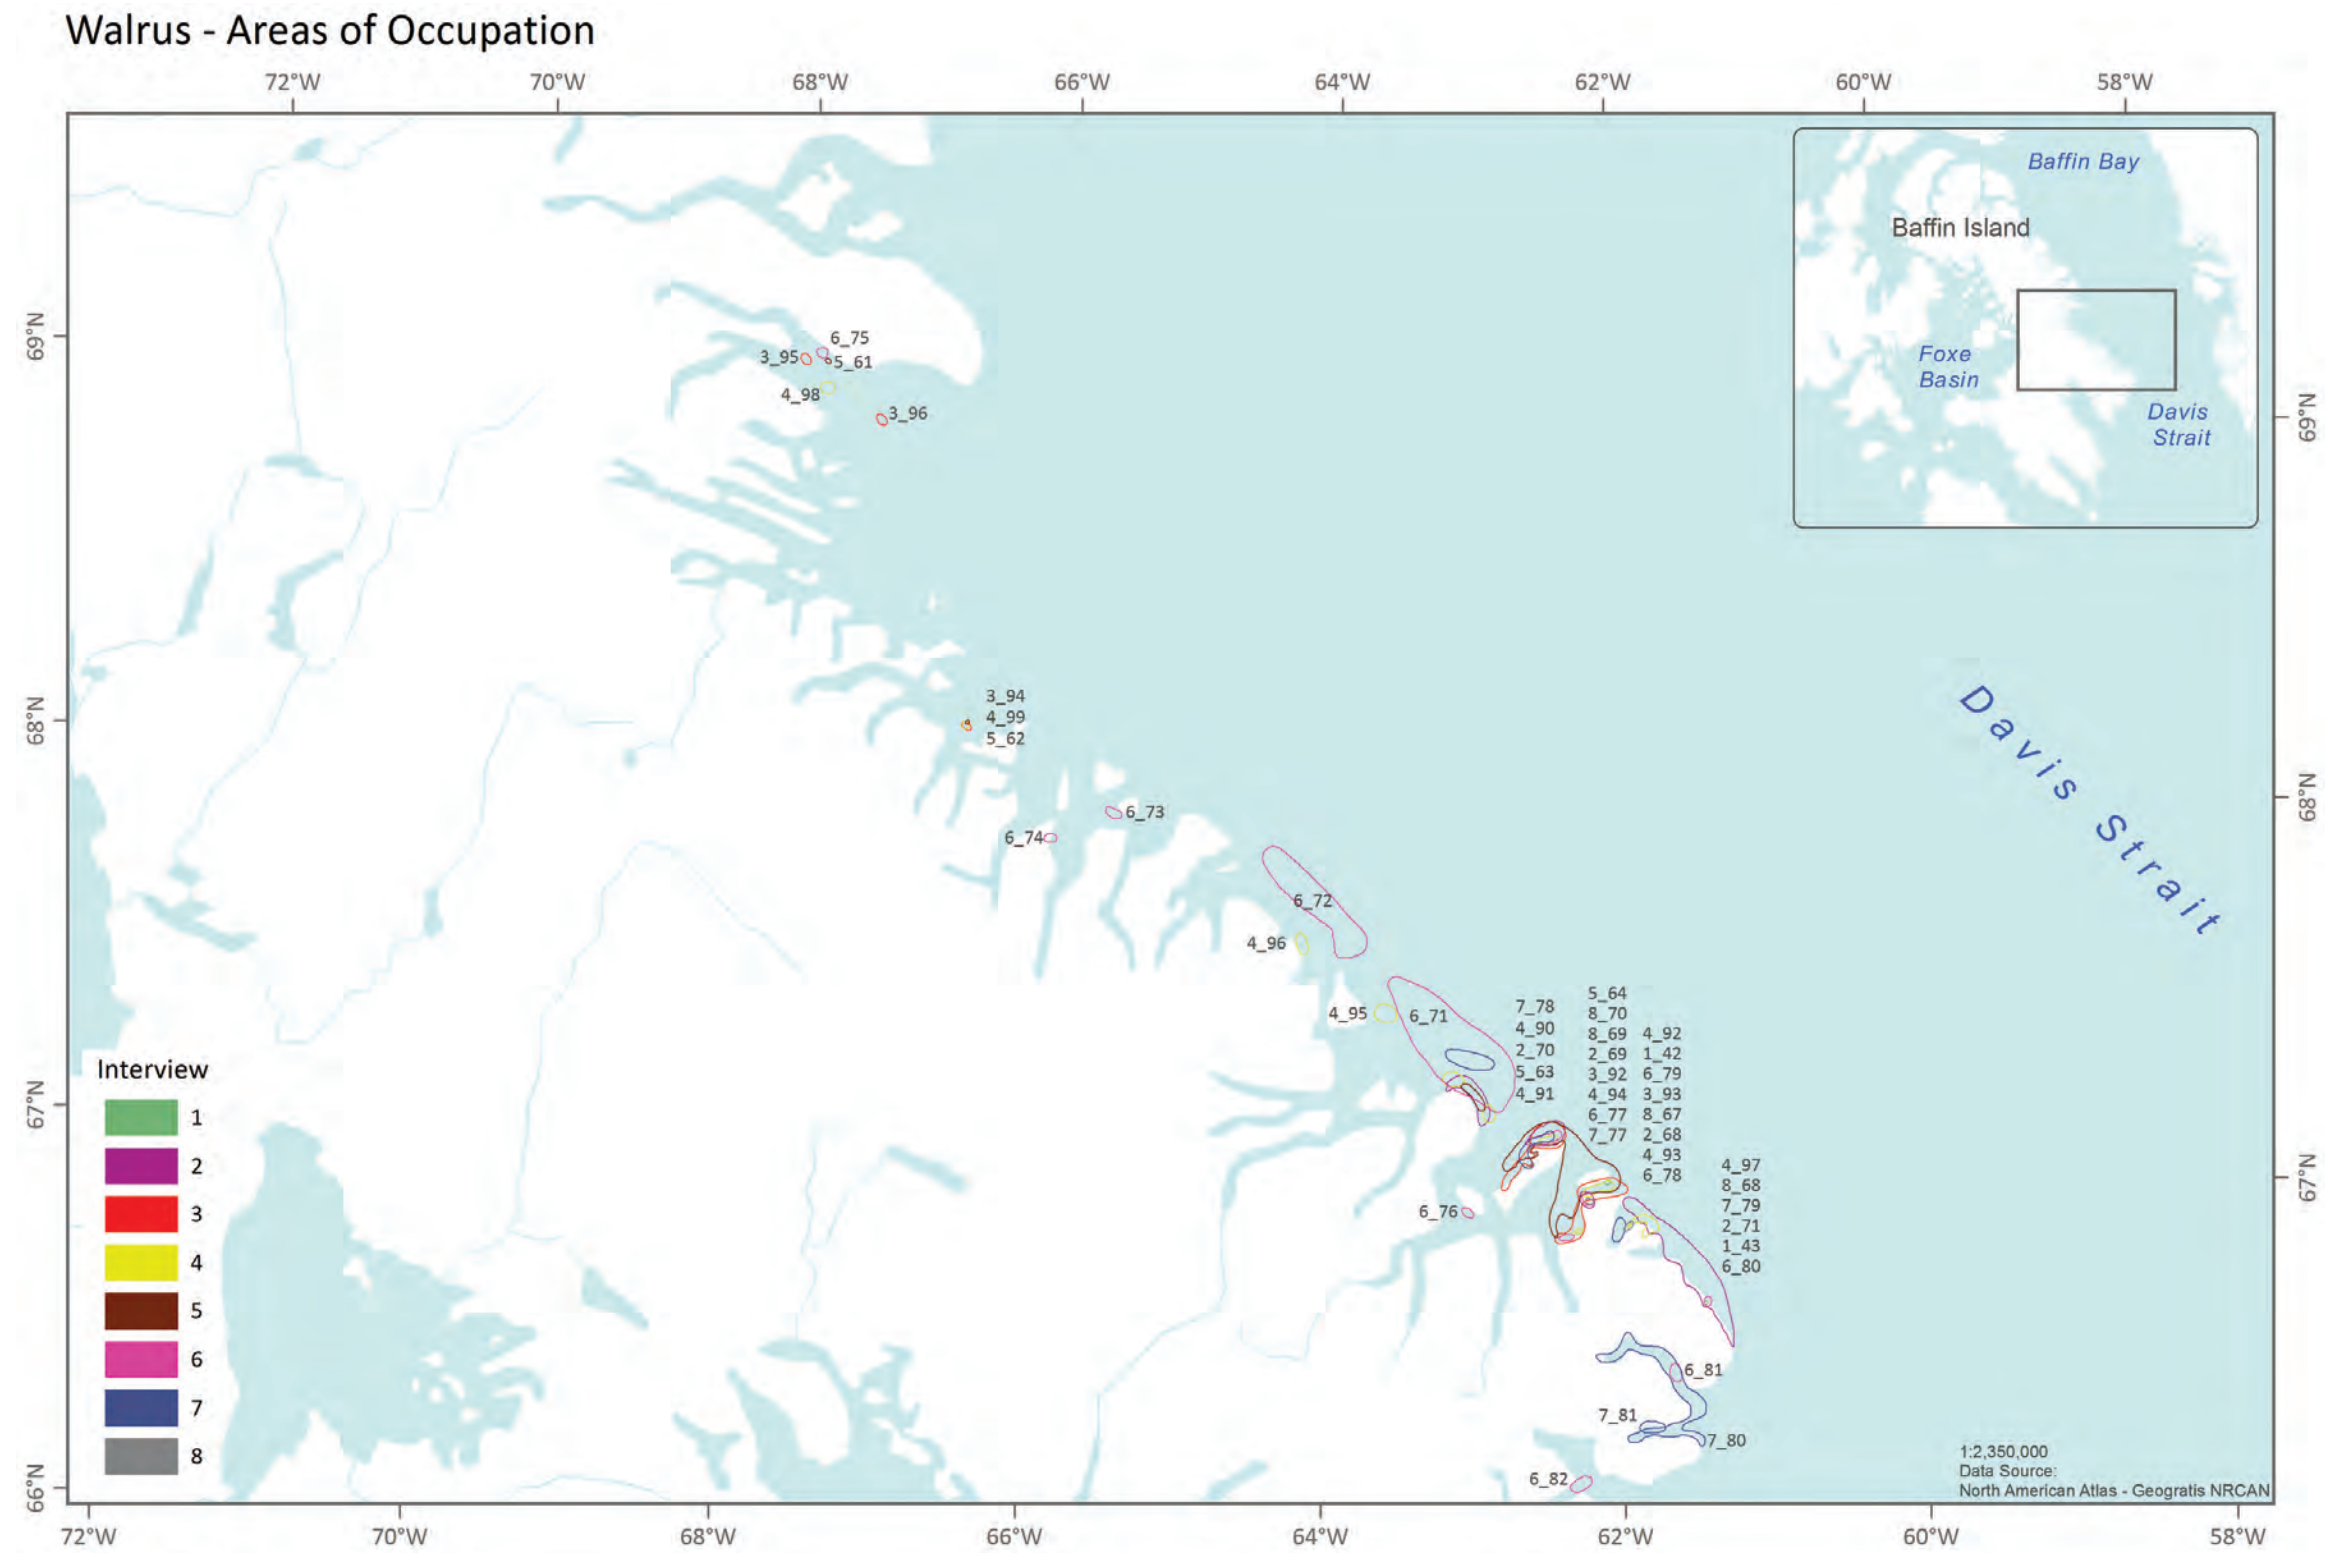 Walrus - Areas of Occupation
72°W 70°W 68°W 66°W 64°W 62°W 60°W 58°W
Baffin Bay
Baffin Island
Foxe
Basin
Davis
Strait
69°N
69°N
6_75
3_95
5_61
4_98
3_96
68°N
68°N
3_94
4_99
5_62
6_73
6_74
Davis Strait
6_72
4_96
4_95
6_71
7_78
4_90
2_70
5_63
4_91
5_64
8_70
8_69
2_69
3_92
4_94
6_77
7_77
4_92
1_42
6_79
3_93
8_67
2_68
4_93
6_78
4_97
8_68
7_79
2_71
1_43
6_80
67°N
67°N
6_76
6_81
7_81
7_80
6_82
Interview
1
2
3
4
5
6
7
8
1:2,350,000
Data Source:
North American Atlas - Geogratis NRCAN
66°N
72°W 70°W 68°W 66°W 64°W 62°W 60°W 58°W